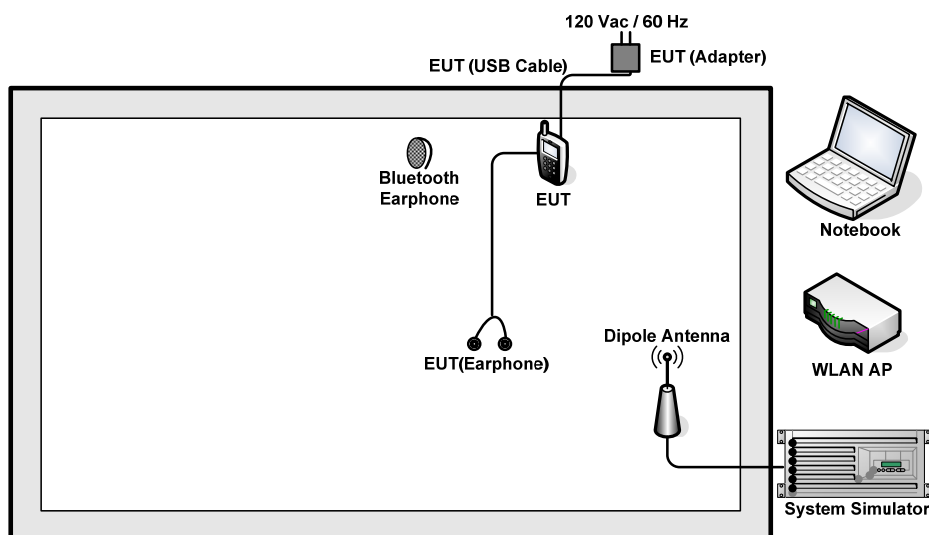 120 Vac / 60 Hz
EUT (Adapter)
EUT (USB Cable)
Bluetooth
Earphone
EUT
Notebook
EUT(Earphone)
Dipole Antenna
WLAN AP
System Simulator